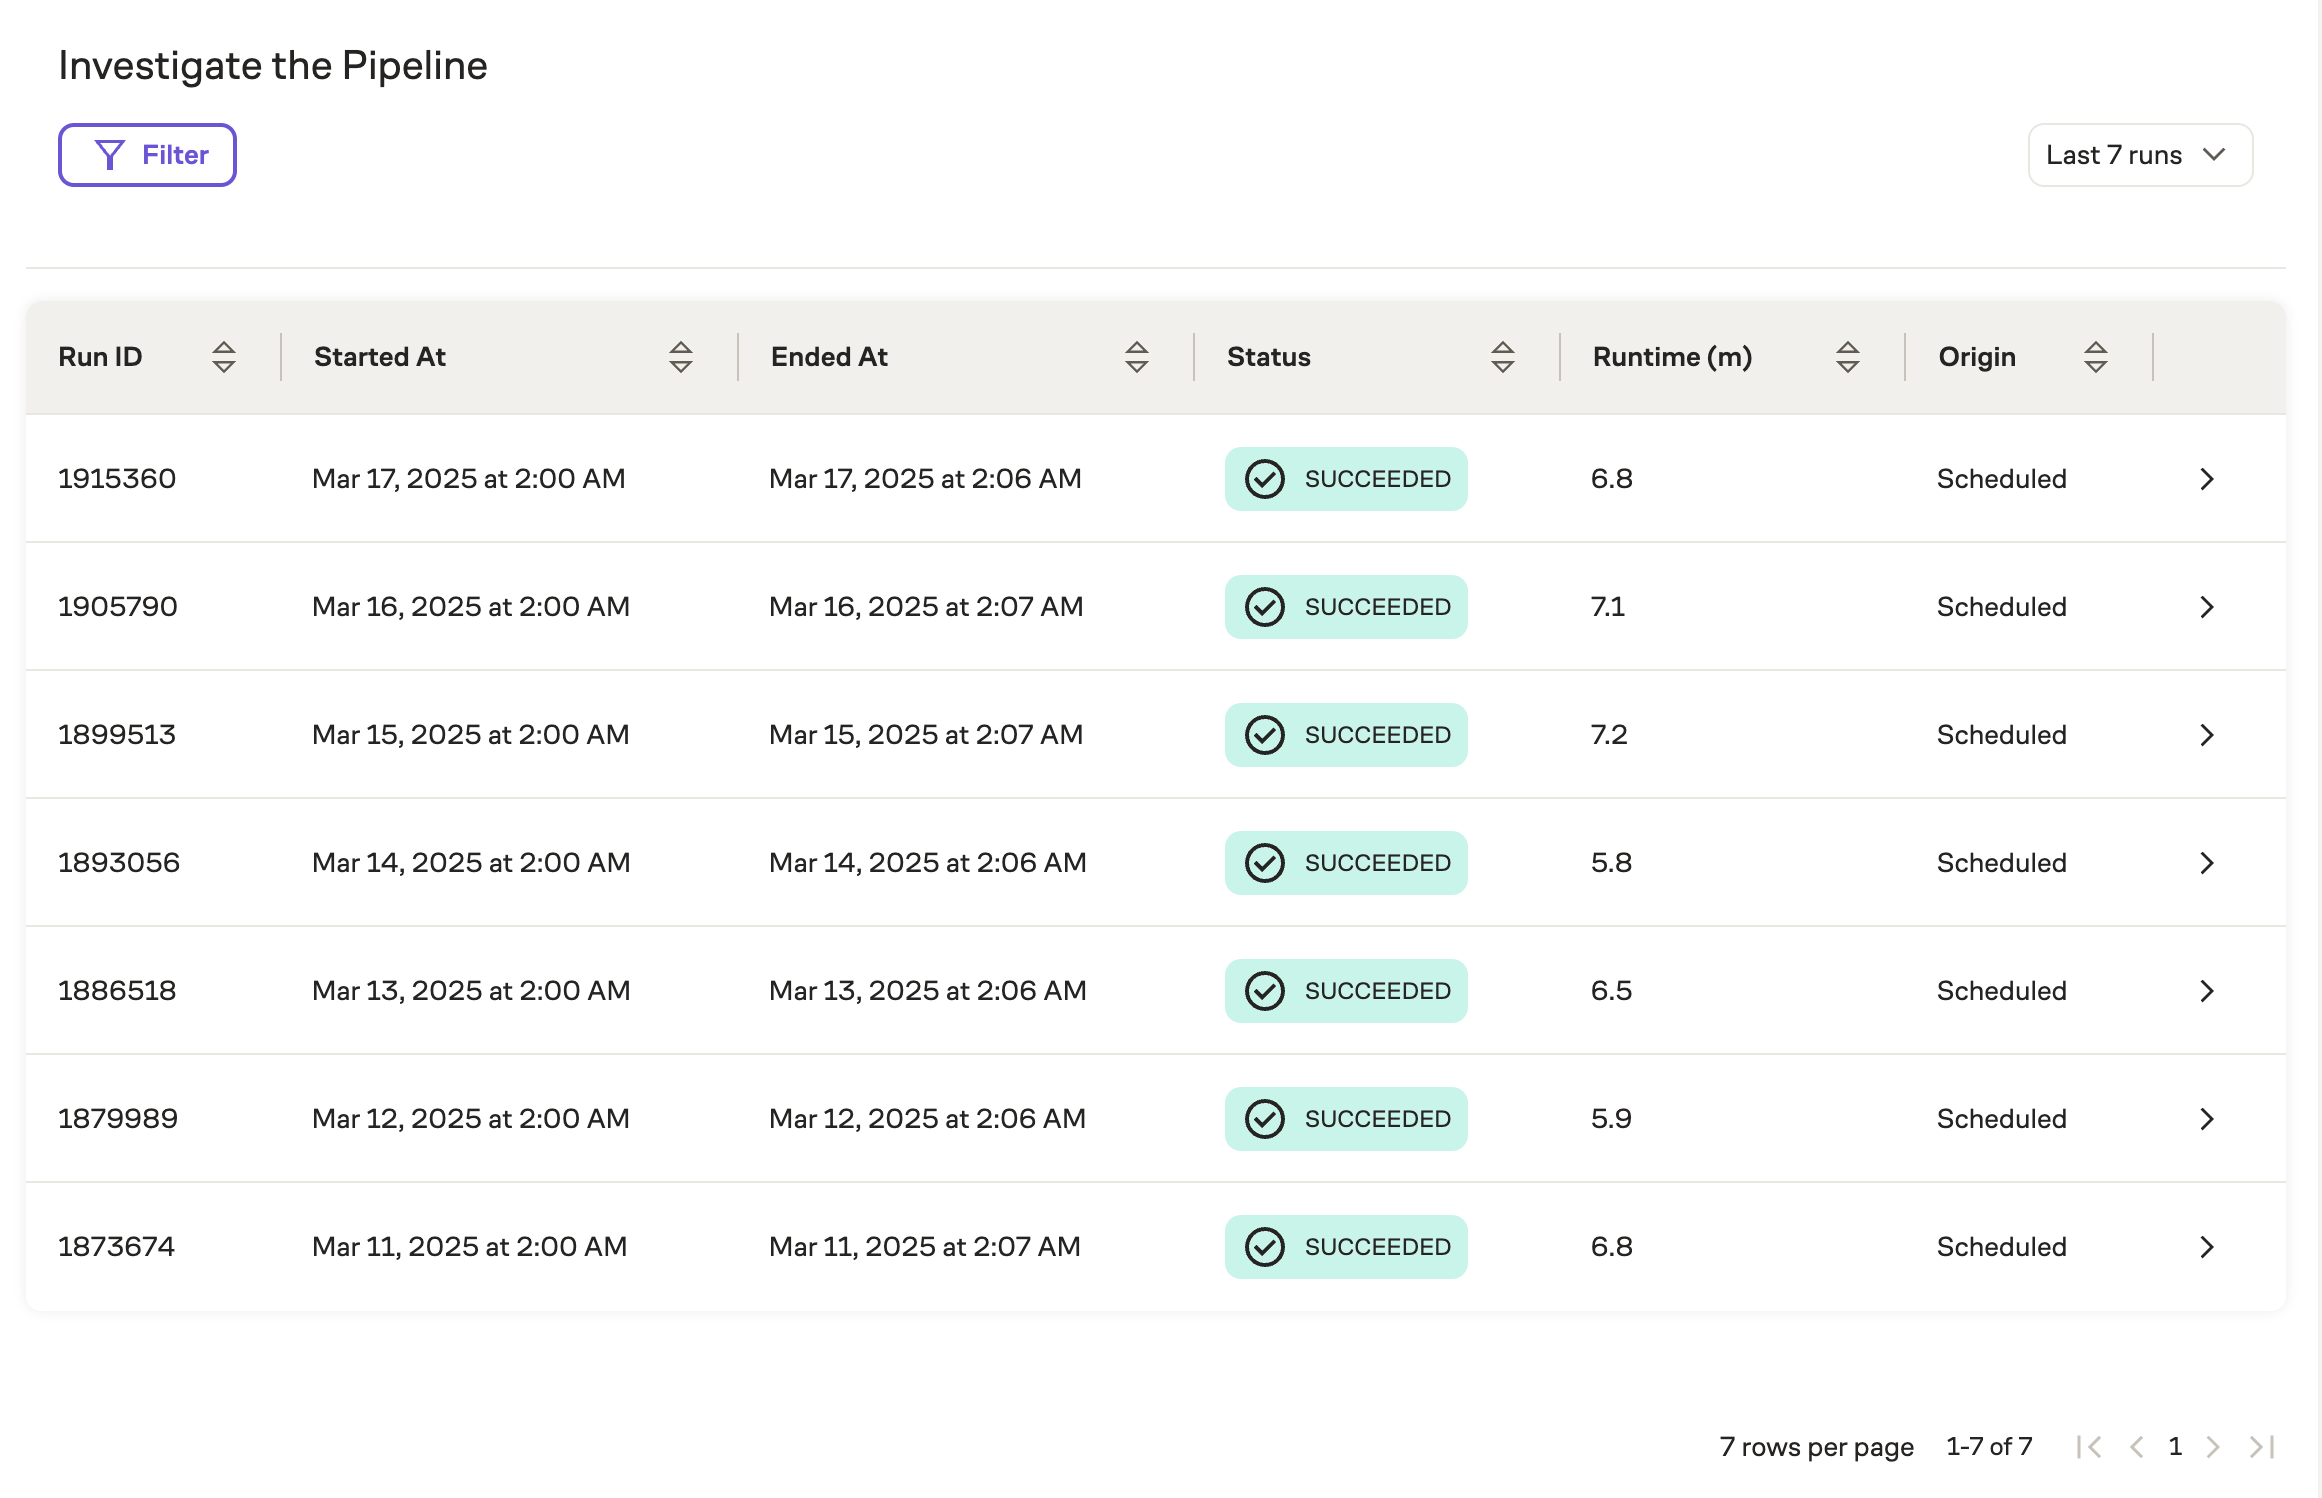 Investigate the Pipeline
Filter
Last 7 runs
Run ID Started At Ended At Status Runtime (m) Origin
1915360 Mar 17, 2025 at 2:00 AM Mar 17, 2025 at 2:06 AM SUCCEEDED 6.8 Scheduled
1905790 Mar 16, 2025 at 2:00 AM Mar 16, 2025 at 2:07 AM SUCCEEDED 7.1 Scheduled
1899513 Mar 15, 2025 at 2:00 AM Mar 15, 2025 at 2:07 AM SUCCEEDED 7.2 Scheduled
1893056 Mar 14, 2025 at 2:00 AM Mar 14, 2025 at 2:06 AM SUCCEEDED 5.8 Scheduled
1886518 Mar 13, 2025 at 2:00 AM Mar 13, 2025 at 2:06 AM SUCCEEDED 6.5 Scheduled
1879989 Mar 12, 2025 at 2:00 AM Mar 12, 2025 at 2:06 AM SUCCEEDED 5.9 Scheduled
1873674 Mar 11, 2025 at 2:00 AM Mar 11, 2025 at 2:07 AM SUCCEEDED 6.8 Scheduled
7 rows per page 1-7 of 7 1